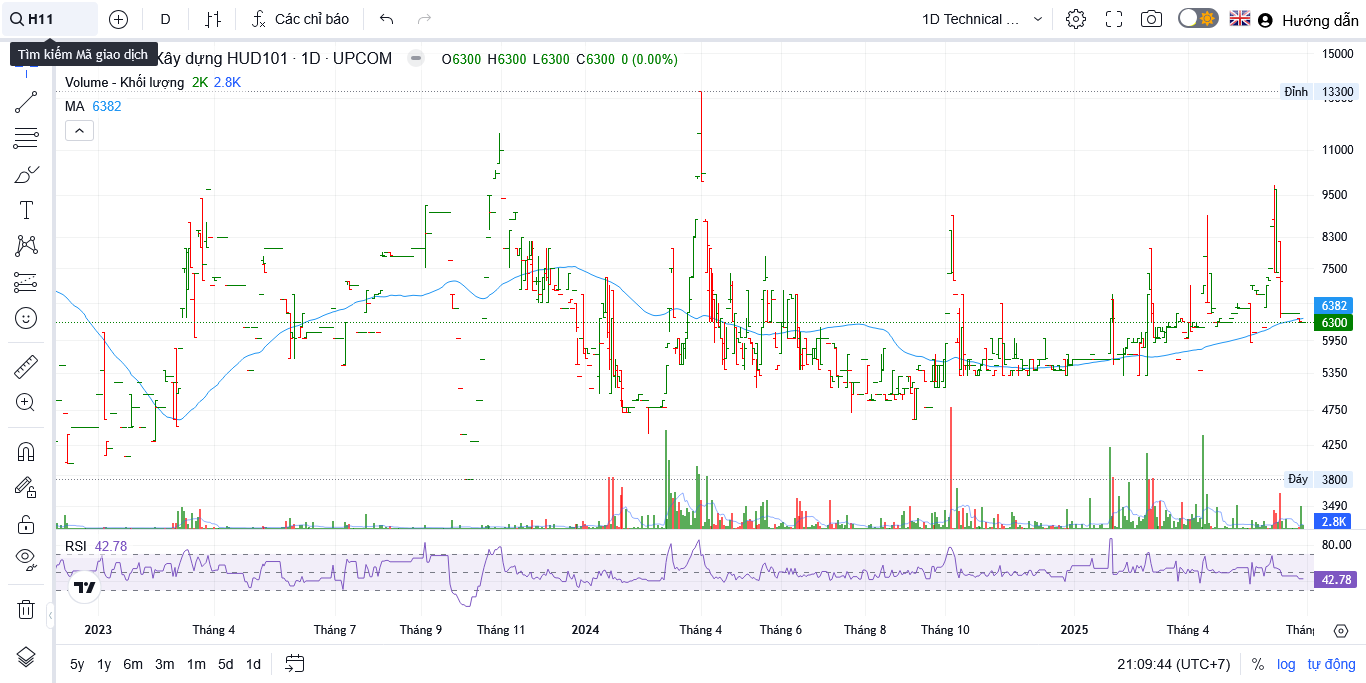 H11
D
Các chỉ báo
1D Technical ...
Hướng dẫn
Tìm kiếm Mã giao dịch
Xây dựng HUD101 · 1D · UPCOM
O6300 H6300 L6300 C6300 0 (0.00%)
Volume - Khối lượng 2K 2.8K
MA 6382
15000
Đỉnh 13300
11000
9500
8300
7500
6382
6300
5950
5350
4750
4250
Đáy 3800
3490
2.8K
RSI 42.78
80.00
42.78
2023 Tháng 4 Tháng 7 Tháng 9 Tháng 11 2024 Tháng 4 Tháng 6 Tháng 8 Tháng 10 2025 Tháng 4
5y 1y 6m 3m 1m 5d 1d
21:09:44 (UTC+7) % log tự động